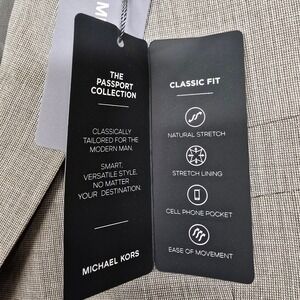 M
THE
PASSPORT
COLLECTION
CLASSICALLY
TAILORED FOR THE
MODERN MAN.
SMART,
VERSATILE STYLE,
NO MATTER
YOUR DESTINATION.
MICHAEL KORS
CLASSIC FIT
NATURAL STRETCH
STRETCH LINING
CELL PHONE POCKET
EASE OF MOVEMENT